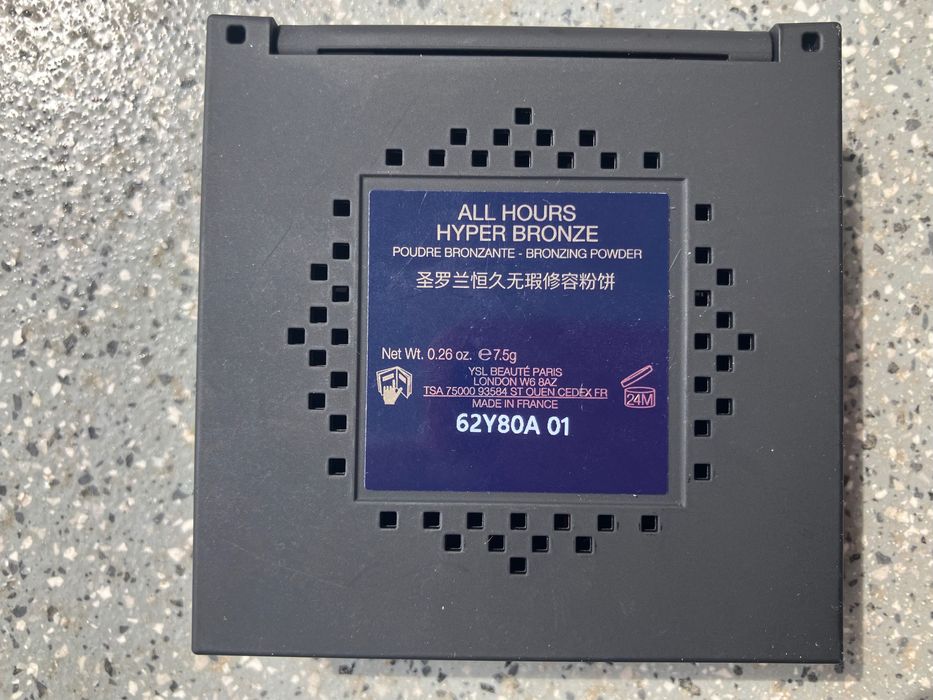 ALL HOURS
HYPER BRONZE
POUDRE BRONZANTE - BRONZING POWDER
圣罗兰恒久无瑕修容粉饼
Net Wt. 0.26 oz. ℮7.5g
YSL BEAUTÉ PARIS
LONDON W6 8AZ
TSA 75000 93584 ST OUEN CEDEX FR
MADE IN FRANCE
24M
62Y80A 01